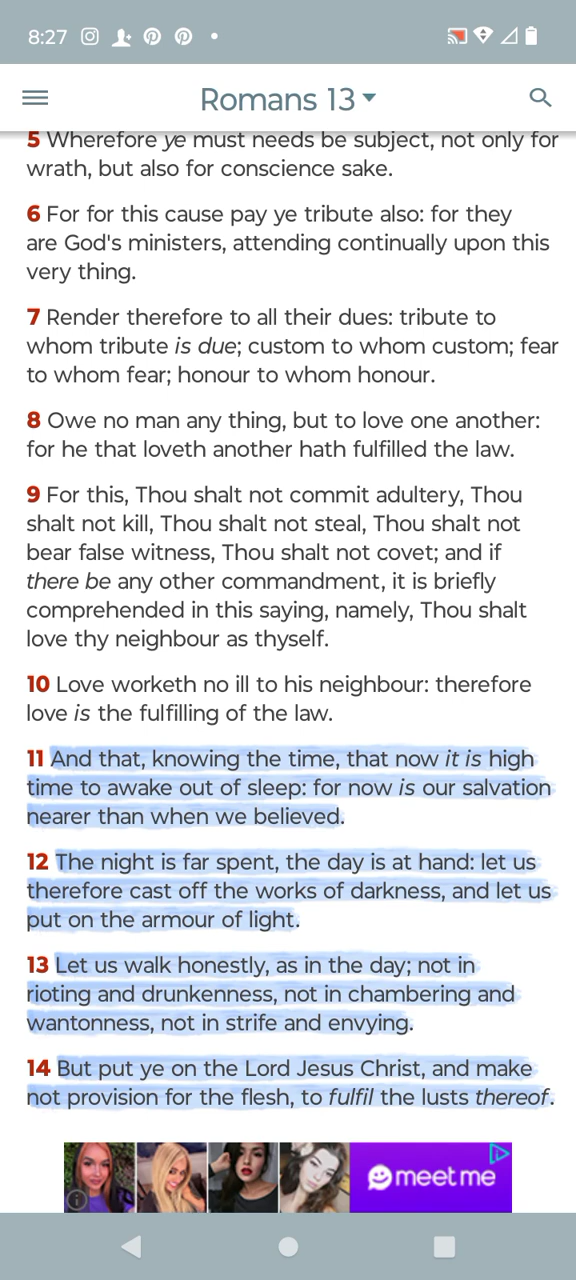 8:27
Romans 13
5 Wherefore ye must needs be subject, not only for
wrath, but also for conscience sake.
6 For for this cause pay ye tribute also: for they
are God's ministers, attending continually upon this
very thing.
7 Render therefore to all their dues: tribute to
whom tribute is due; custom to whom custom; fear
to whom fear; honour to whom honour.
8 Owe no man any thing, but to love one another:
for he that loveth another hath fulfilled the law.
9 For this, Thou shalt not commit adultery, Thou
shalt not kill, Thou shalt not steal, Thou shalt not
bear false witness, Thou shalt not covet; and if
there be any other commandment, it is briefly
comprehended in this saying, namely, Thou shalt
love thy neighbour as thyself.
10 Love worketh no ill to his neighbour: therefore
love is the fulfilling of the law.
11 And that, knowing the time, that now it is high
time to awake out of sleep: for now is our salvation
nearer than when we believed.
12 The night is far spent, the day is at hand: let us
therefore cast off the works of darkness, and let us
put on the armour of light.
13 Let us walk honestly, as in the day; not in
rioting and drunkenness, not in chambering and
wantonness, not in strife and envying.
14 But put ye on the Lord Jesus Christ, and make
not provision for the flesh, to fulfil the lusts thereof.
meetme